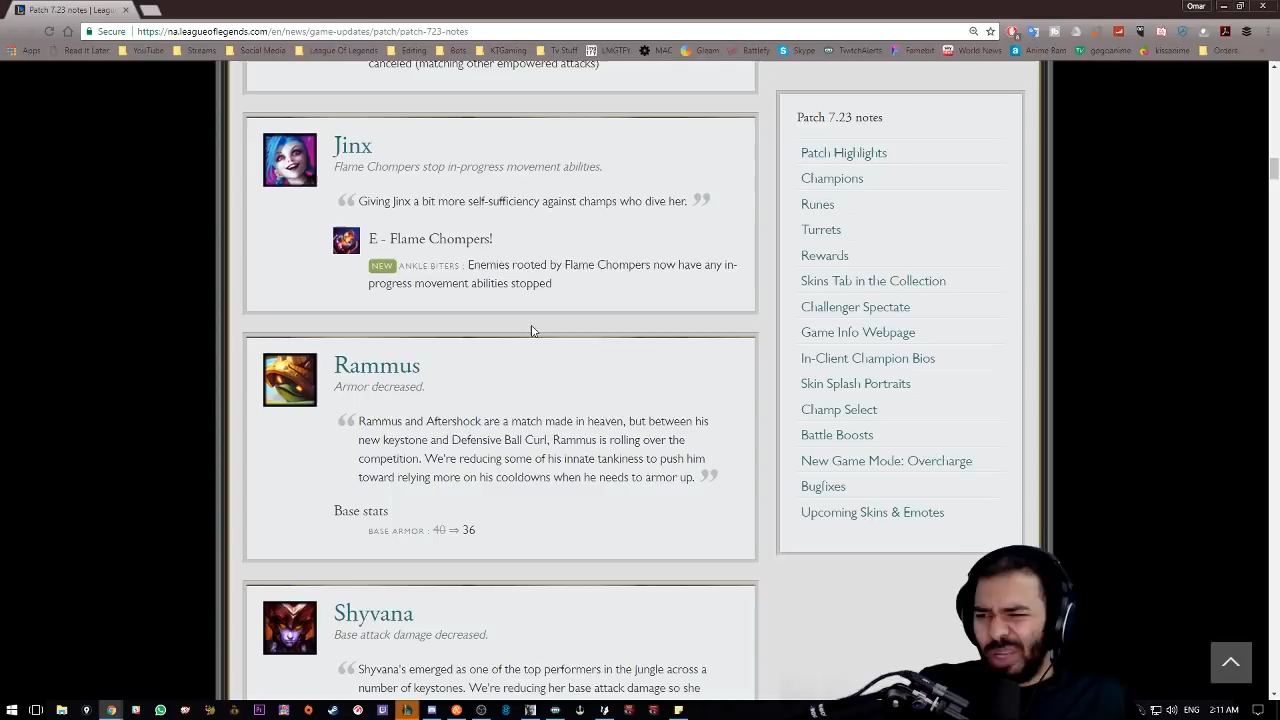 Patch 7.23 notes | Leagu
Omar
Secure | https://na.leagueoflegends.com/en/news/game-updates/patch/patch-723-notes
Apps Read it Later YouTube Streams Social Media League Of Legends Editing Bots KTGaming Tv Stuff LMGTFY MAC Gleam Battlefy Skype TwitchAlerts Famebit World News Anime Bam gogoanime kissanime Orders
canceled (matching other empowered attacks)
Jinx
Flame Chompers stop in-progress movement abilities.
Giving Jinx a bit more self-sufficiency against champs who dive her.
E - Flame Chompers!
NEW ANKLE BITERS : Enemies rooted by Flame Chompers now have any in-
progress movement abilities stopped
Rammus
Armor decreased.
Rammus and Aftershock are a match made in heaven, but between his
new keystone and Defensive Ball Curl, Rammus is rolling over the
competition. We're reducing some of his innate tankiness to push him
toward relying more on his cooldowns when he needs to armor up.
Base stats
BASE ARMOR : 40 ⇒ 36
Shyvana
Base attack damage decreased.
Shyvana's emerged as one of the top performers in the jungle across a
number of keystones. We're reducing her base attack damage so she
Patch 7.23 notes
Patch Highlights
Champions
Runes
Turrets
Rewards
Skins Tab in the Collection
Challenger Spectate
Game Info Webpage
In-Client Champion Bios
Skin Splash Portraits
Champ Select
Battle Boosts
New Game Mode: Overcharge
Bugfixes
Upcoming Skins & Emotes
2:11 AM